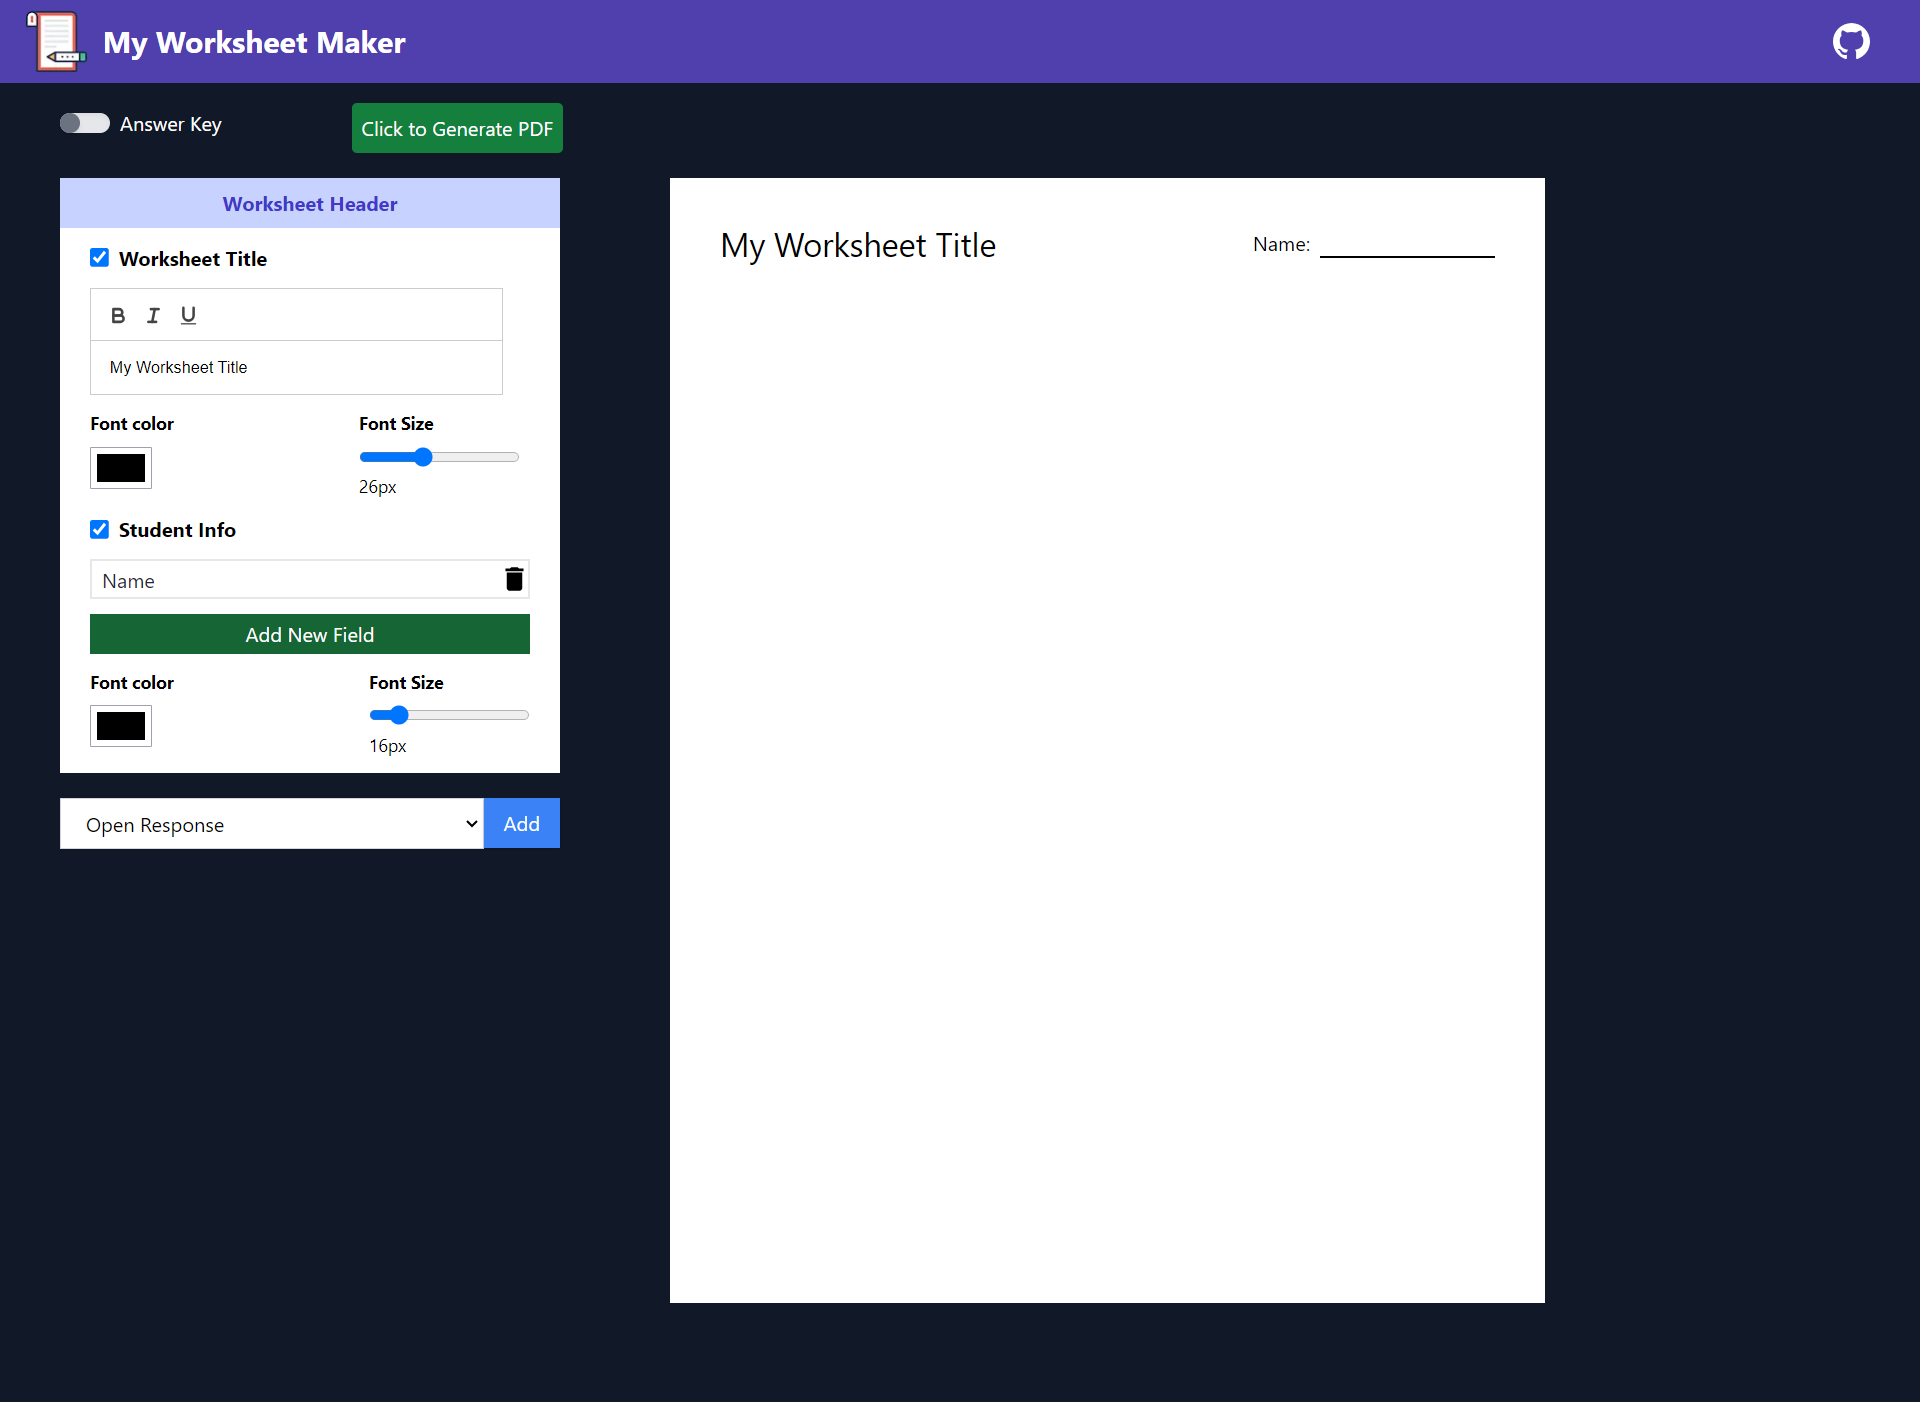 My Worksheet Maker
Answer Key
Click to Generate PDF
Worksheet Header
Worksheet Title
B I U
My Worksheet Title
Font color
Font Size
26px
Student Info
Name
Add New Field
Font color
Font Size
16px
Open Response
Add
My Worksheet Title
Name: